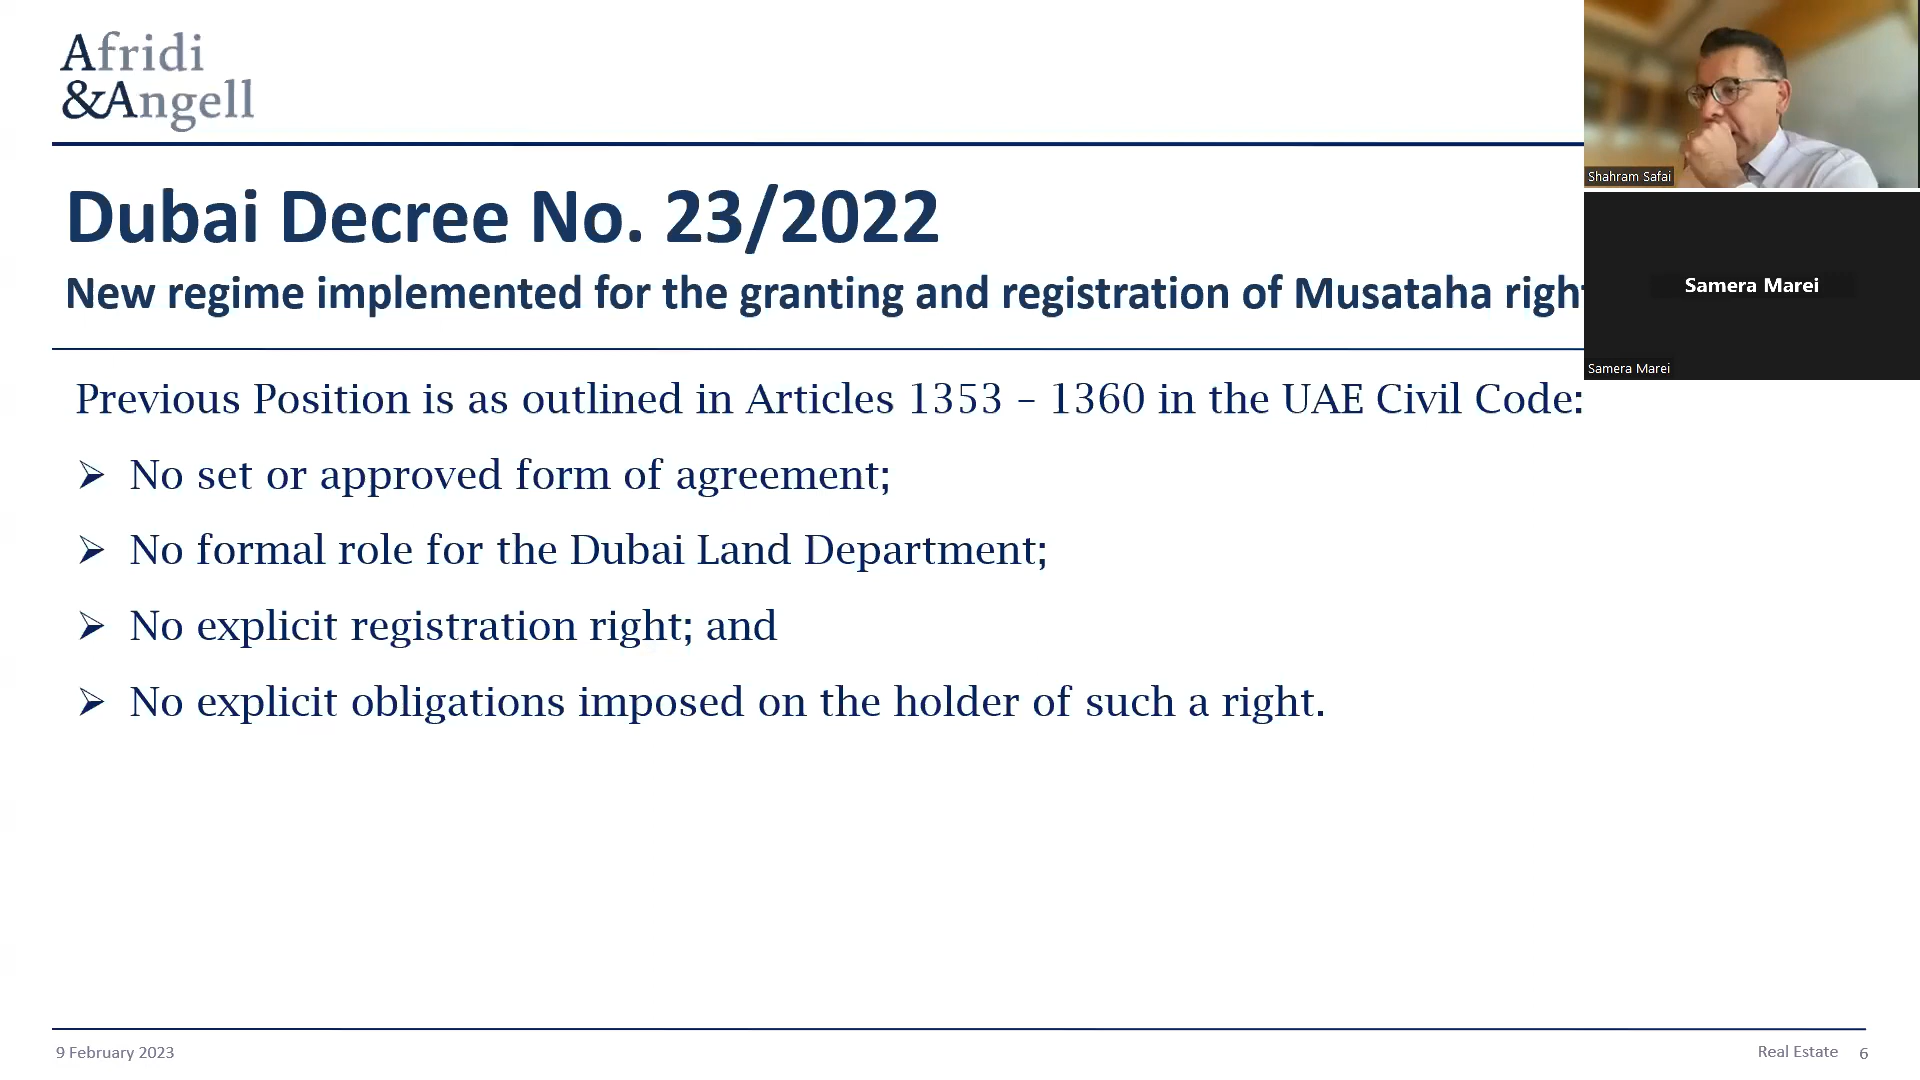 Afridi
&Angell
Shahram Safai
Dubai Decree No. 23/2022
New regime implemented for the granting and registration of Musataha
Samera Marei
Samera Marei
Previous Position is as outlined in Articles 1353 – 1360 in the UAE Civil Code:
➢ No set or approved form of agreement;
➢ No formal role for the Dubai Land Department;
➢ No explicit registration right; and
➢ No explicit obligations imposed on the holder of such a right.
9 February 2023
Real Estate 6